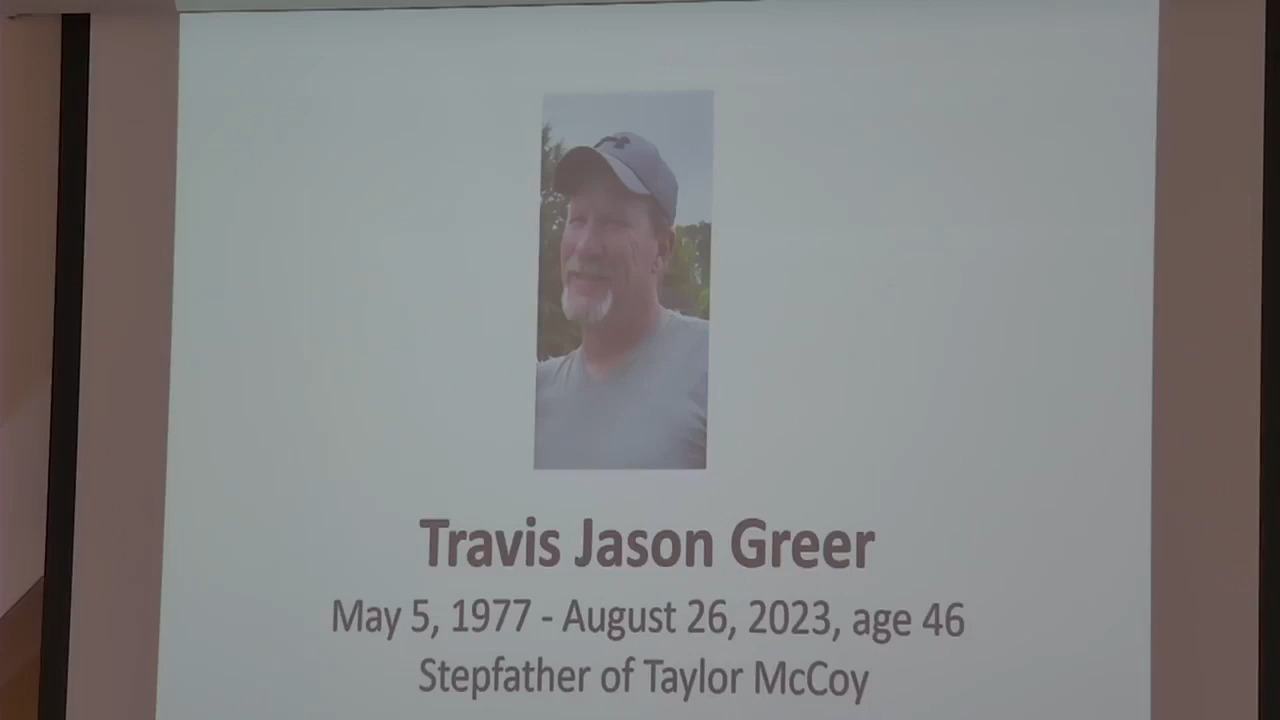 Travis Jason Greer
May 5, 1977 - August 26, 2023, age 46
Stepfather of Taylor McCoy